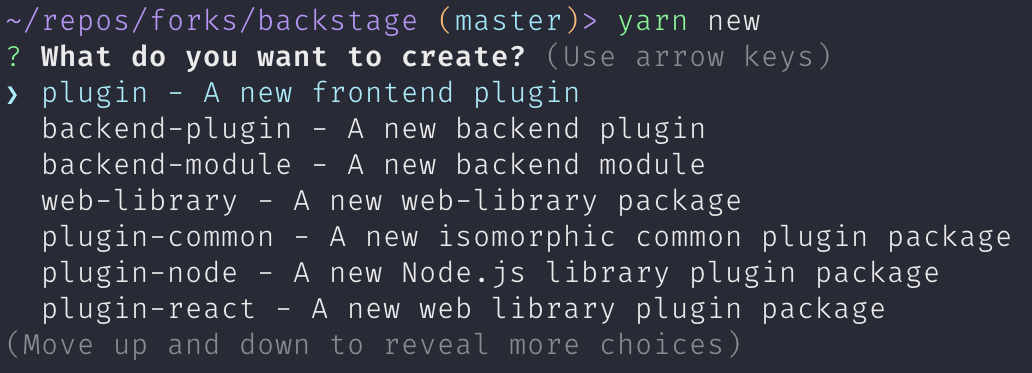 ~/repos/forks/backstage (master)> yarn new
? What do you want to create? (Use arrow keys)
❯ plugin - A new frontend plugin
backend-plugin - A new backend plugin
backend-module - A new backend module
web-library - A new web-library package
plugin-common - A new isomorphic common plugin package
plugin-node - A new Node.js library plugin package
plugin-react - A new web library plugin package
(Move up and down to reveal more choices)